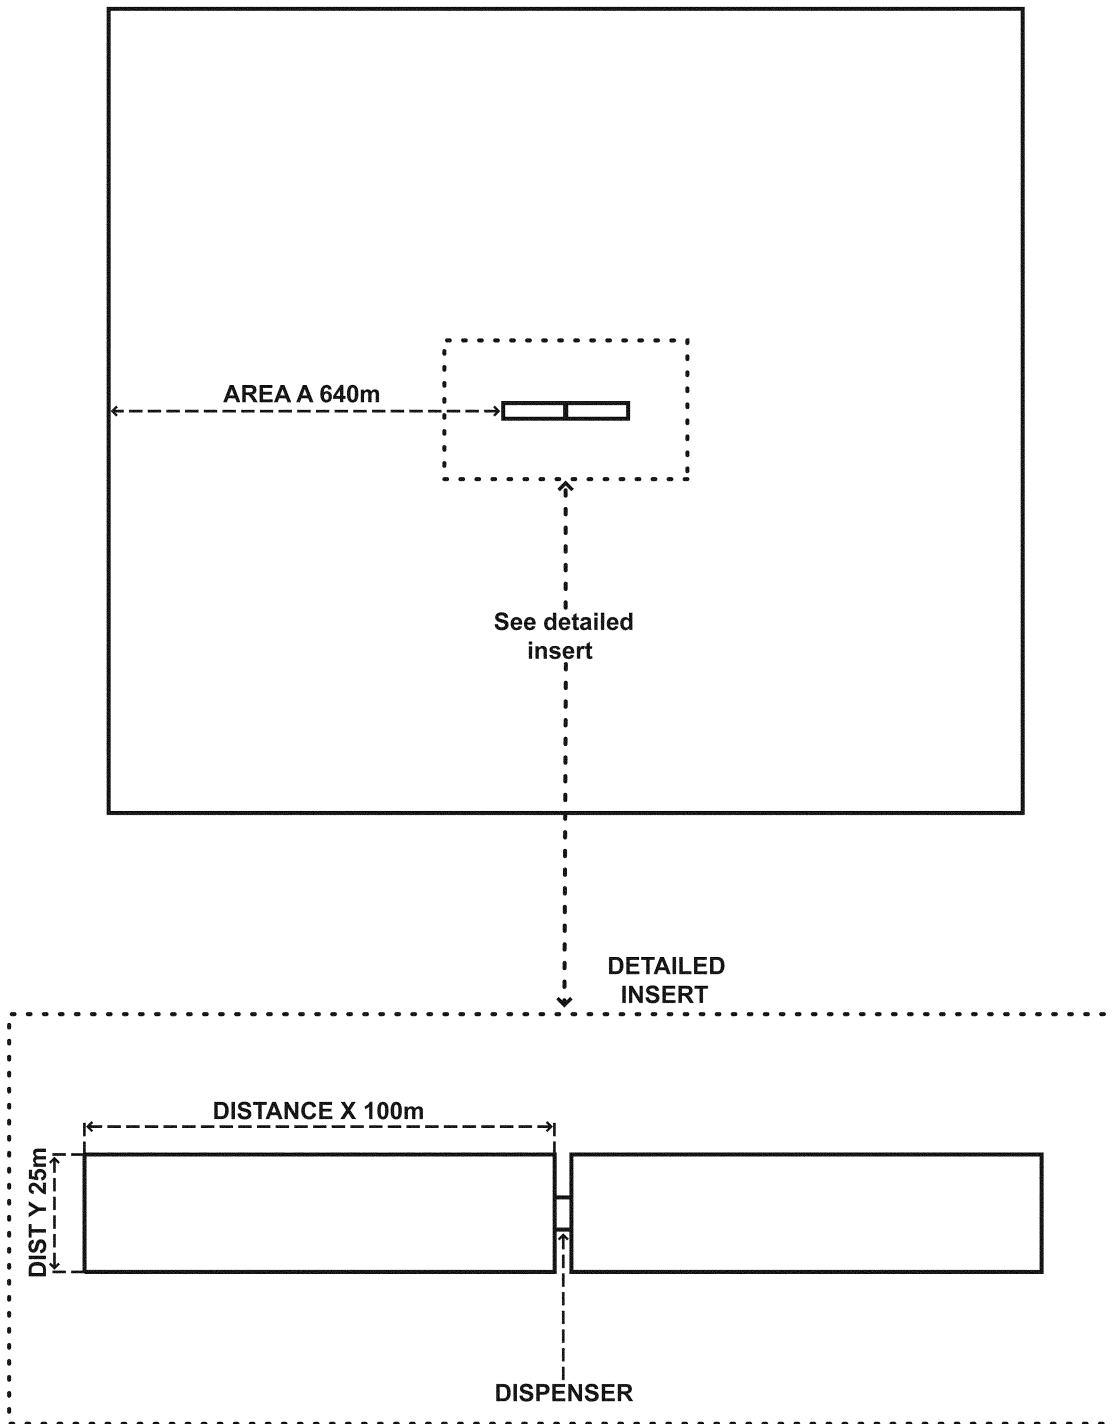 AREA A 640m
See detailed
insert
DETAILED
INSERT
DISTANCE X 100m
DIST Y 25m
DISPENSER